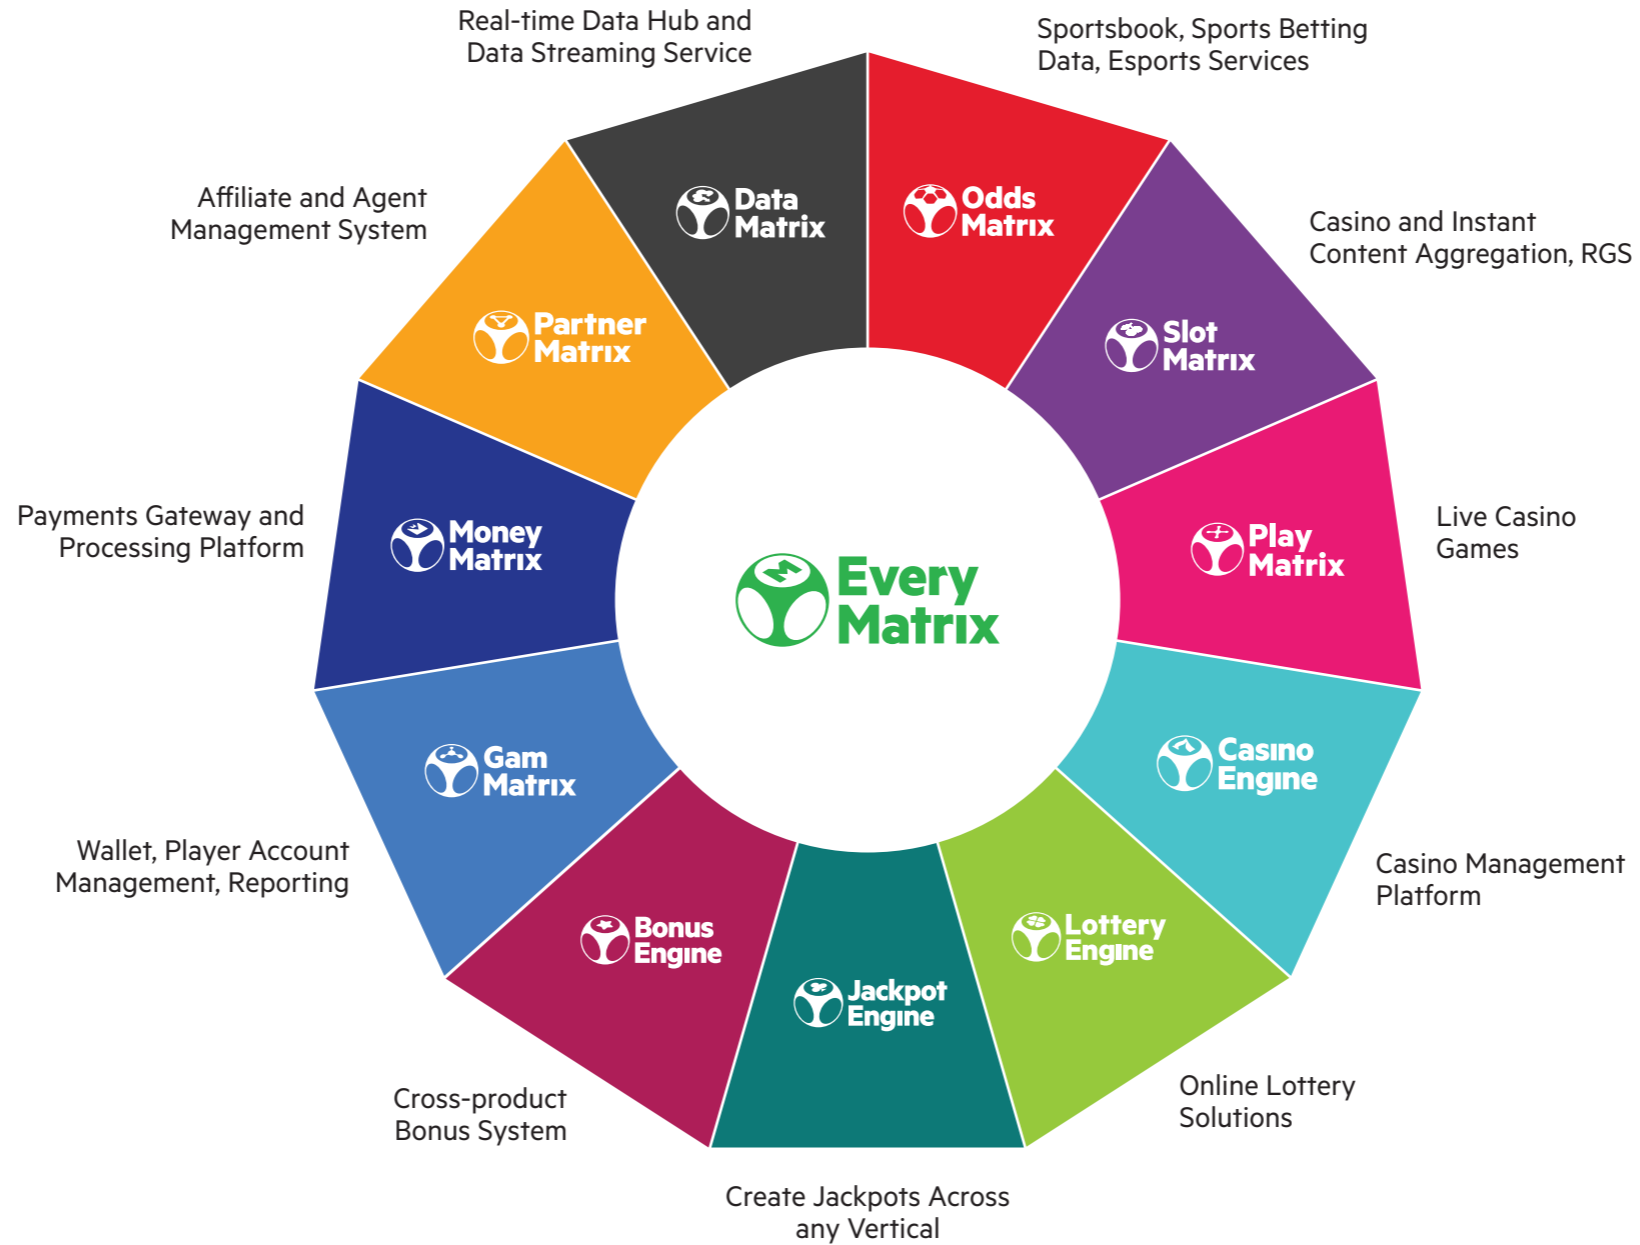 Real-time Data Hub and
Data Streaming Service
Sportsbook, Sports Betting
Data, Esports Services
Affiliate and Agent
Management System
Data
Matrix
Odds
Matrix
Casino and Instant
Content Aggregation, RGS
Partner
Matrix
Slot
Matrix
Payments Gateway and
Processing Platform
Money
Matrix
Every
Matrix
Play
Matrix
Live Casino
Games
Gam
Matrix
Casino
Engine
Wallet, Player Account
Management, Reporting
Casino Management
Platform
Bonus
Engine
Jackpot
Engine
Lottery
Engine
Cross-product
Bonus System
Online Lottery
Solutions
Create Jackpots Across
any Vertical